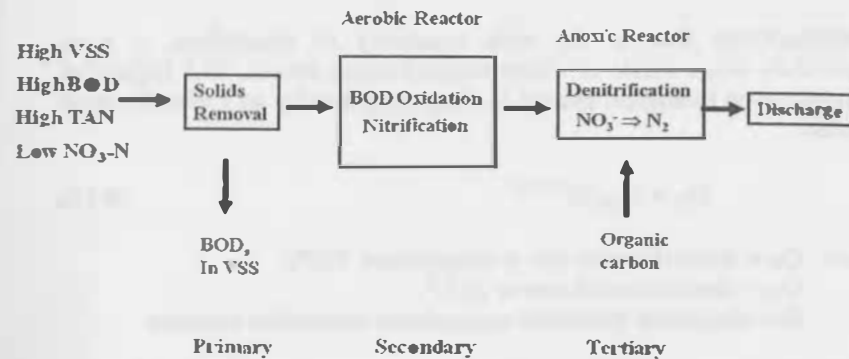 Aerobic Reactor
Anoxic Reactor
High VSS
High BOD
High TAN
Low NO₃-N
Solids
Removal
BOD Oxidation
Nitrification
Denitrification
NO₃⁻ ⇒ N₂
Discharge
BOD,
In VSS
Organic
carbon
Primary
Secondary
Tertiary